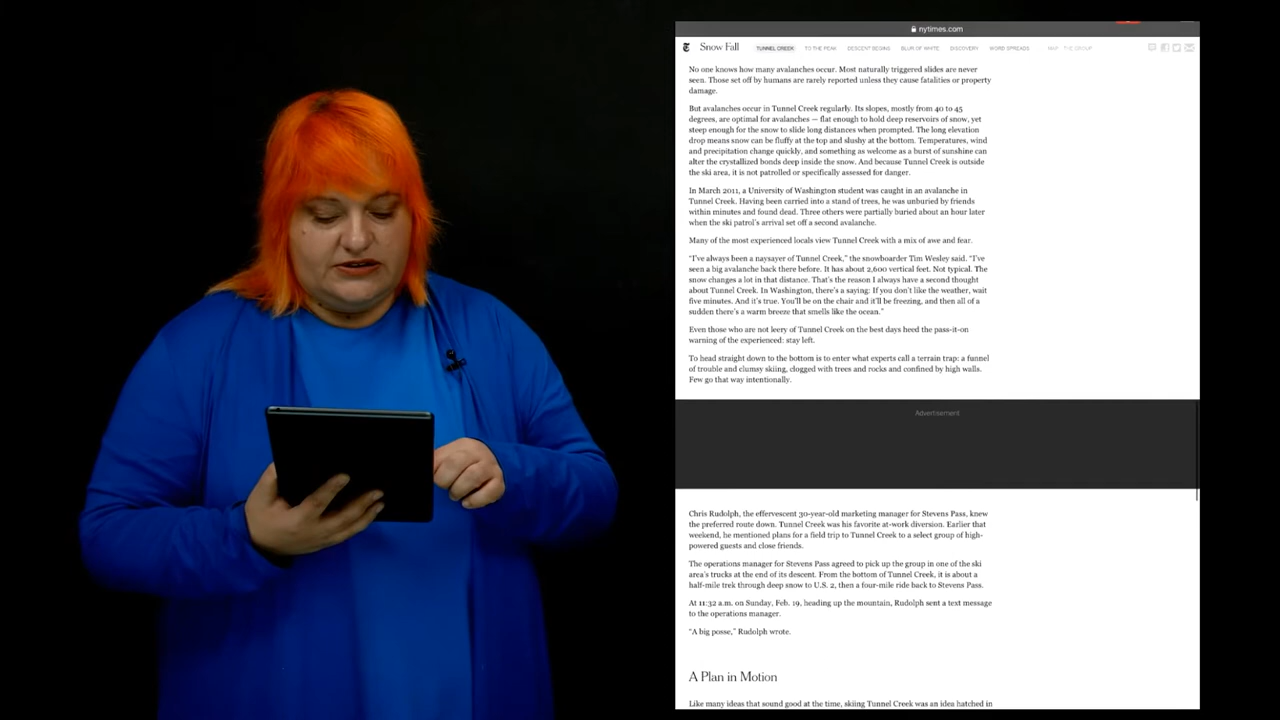 nytimes.com
Snow Fall
TUNNEL CREEK
TO THE PEAK
DESCENT BEGINS
BLUR OF WHITE
DISCOVERY
WORD SPREADS
MAP
THE GROUP
No one knows how many avalanches occur. Most naturally triggered slides are never
seen. Those set off by humans are rarely reported unless they cause fatalities or property
damage.
But avalanches occur in Tunnel Creek regularly. Its slopes, mostly from 40 to 45
degrees, are optimal for avalanches — flat enough to hold deep reservoirs of snow, yet
steep enough for the snow to slide long distances when prompted. The long elevation
drop means snow can be fluffy at the top and slushy at the bottom. Temperatures, wind
and precipitation change quickly, and something as welcome as a burst of sunshine can
alter the crystallized bonds deep inside the snow. And because Tunnel Creek is outside
the ski area, it is not patrolled or specifically assessed for danger.
In March 2011, a University of Washington student was caught in an avalanche in
Tunnel Creek. Having been carried into a stand of trees, he was unburied by friends
within minutes and found dead. Three others were partially buried about an hour later
when the ski patrol's arrival set off a second avalanche.
Many of the most experienced locals view Tunnel Creek with a mix of awe and fear.
“I've always been a naysayer of Tunnel Creek,” the snowboarder Tim Wesley said. “I've
seen a big avalanche back there before. It has about 2,600 vertical feet. Not typical. The
snow changes a lot in that distance. That's the reason I always have a second thought
about Tunnel Creek. In Washington, there's a saying: If you don't like the weather, wait
five minutes. And it's true. You'll be on the chair and it'll be freezing, and then all of a
sudden there's a warm breeze that smells like the ocean.”
Even those who are not leery of Tunnel Creek on the best days heed the pass-it-on
warning of the experienced: stay left.
To head straight down to the bottom is to enter what experts call a terrain trap: a funnel
of trouble and clumsy skiing, clogged with trees and rocks and confined by high walls.
Few go that way intentionally.
Advertisement
Chris Rudolph, the effervescent 30-year-old marketing manager for Stevens Pass, knew
the preferred route down. Tunnel Creek was his favorite at-work diversion. Earlier that
weekend, he mentioned plans for a field trip to Tunnel Creek to a select group of high-
powered guests and close friends.
The operations manager for Stevens Pass agreed to pick up the group in one of the ski
area's trucks at the end of its descent. From the bottom of Tunnel Creek, it is about a
half-mile trek through deep snow to U.S. 2, then a four-mile ride back to Stevens Pass.
At 11:32 a.m. on Sunday, Feb. 19, heading up the mountain, Rudolph sent a text message
to the operations manager.
“A big posse,” Rudolph wrote.
A Plan in Motion
Like many ideas that sound good at the time, skiing Tunnel Creek was an idea hatched in